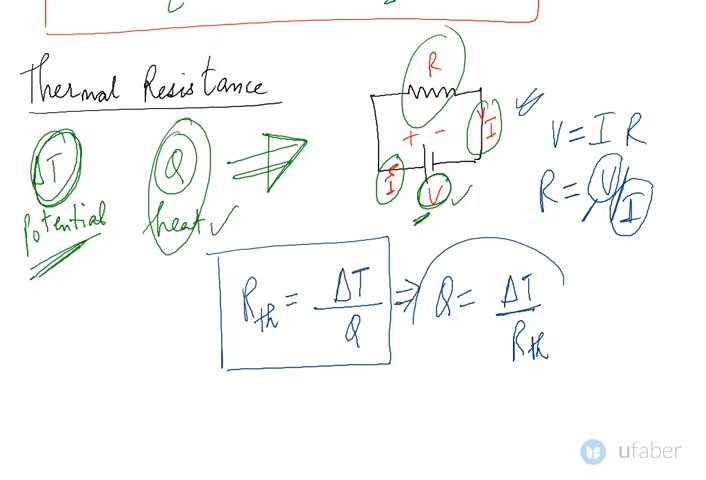 Thermal Resistance
R
ΔT Q ⇒ + - I
I V
potential heat ✓ ✓
V = I R
R = V/I
R_th = ΔT/Q ⇒ Q = ΔT/R_th
ufaber